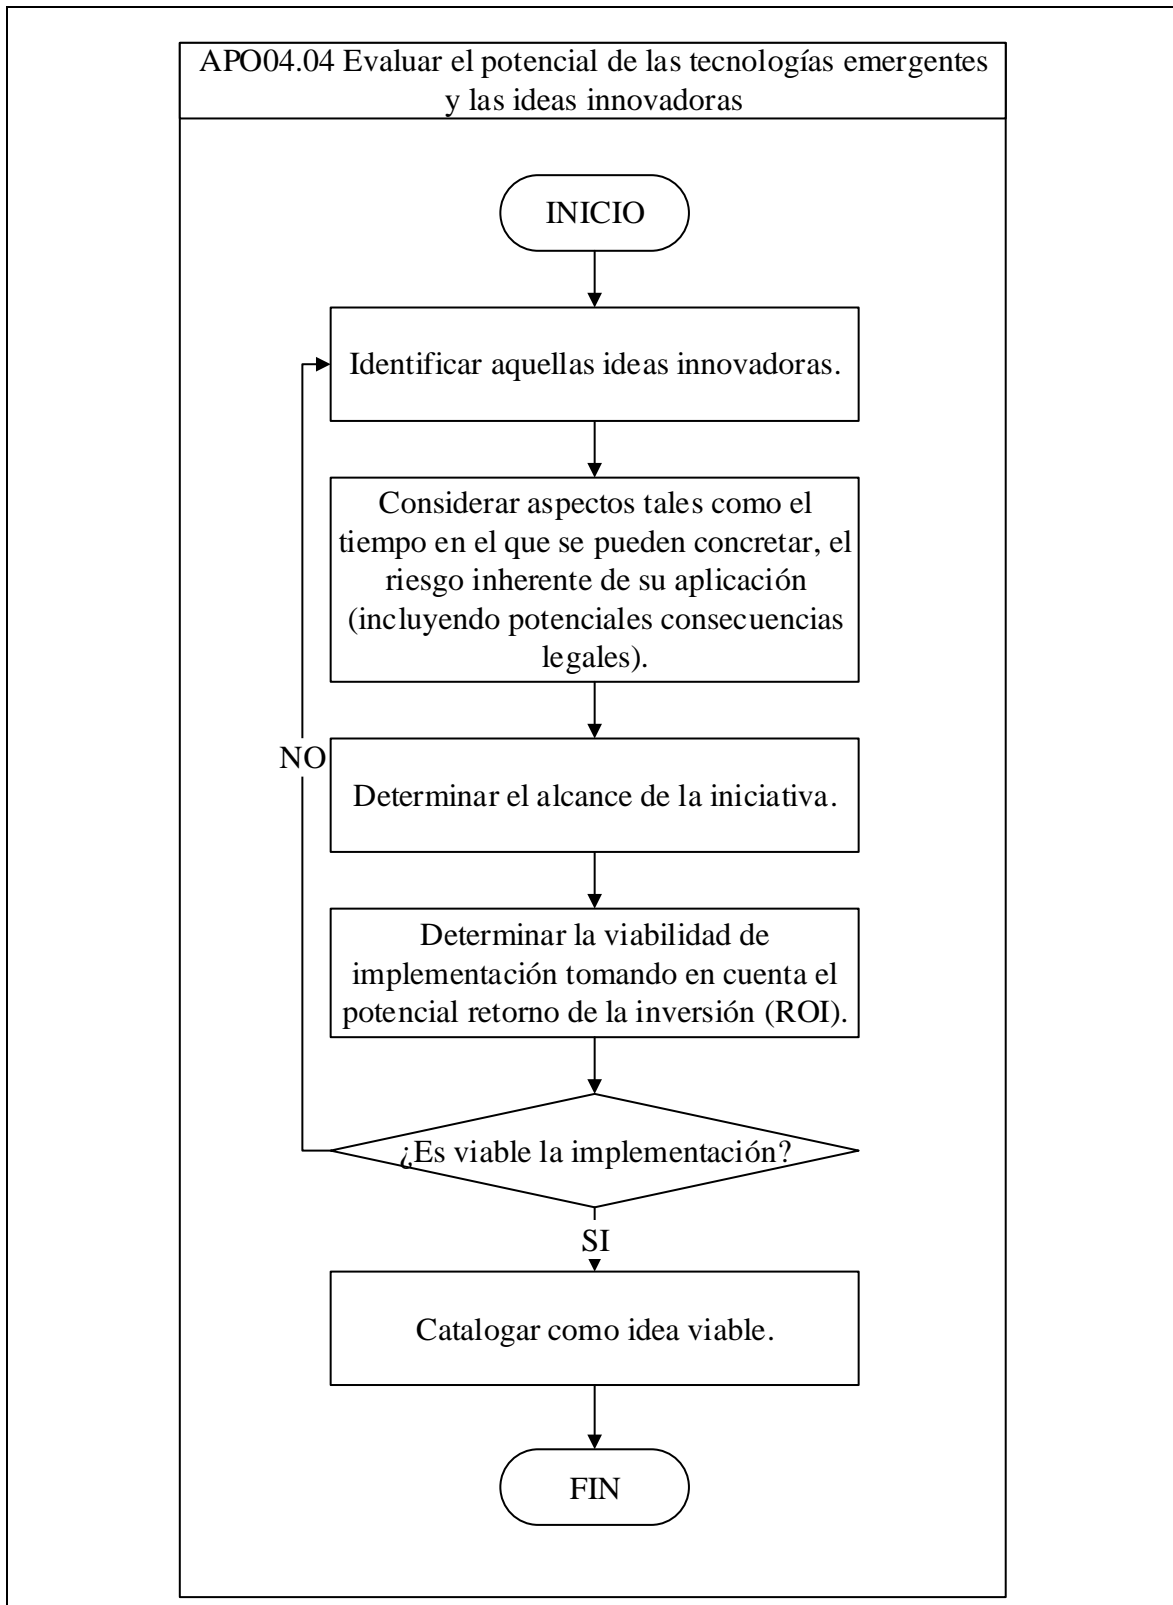 APO04.04 Evaluar el potencial de las tecnologías emergentes
y las ideas innovadoras
INICIO
Identificar aquellas ideas innovadoras.
Considerar aspectos tales como el
tiempo en el que se pueden concretar, el
riesgo inherente de su aplicación
(incluyendo potenciales consecuencias
legales).
NO
Determinar el alcance de la iniciativa.
Determinar la viabilidad de
implementación tomando en cuenta el
potencial retorno de la inversión (ROI).
¿Es viable la implementación?
SI
Catalogar como idea viable.
FIN